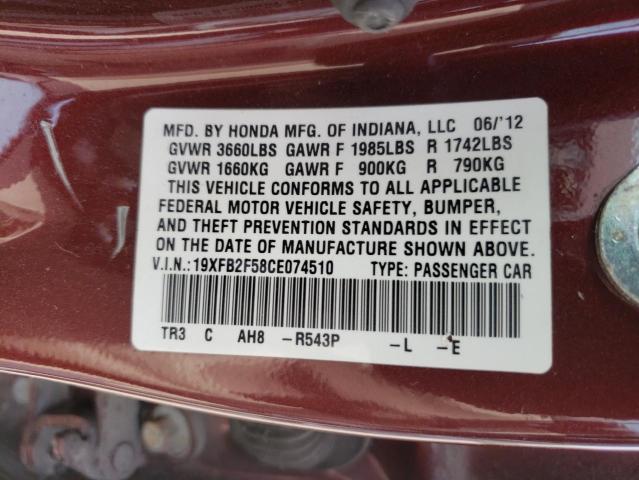 MFD. BY HONDA MFG. OF INDIANA, LLC 06/'12
GVWR 3660LBS GAWR F 1985LBS R 1742LBS
GVWR 1660KG GAWR F 900KG R 790KG
THIS VEHICLE CONFORMS TO ALL APPLICABLE
FEDERAL MOTOR VEHICLE SAFETY, BUMPER,
AND THEFT PREVENTION STANDARDS IN EFFECT
ON THE DATE OF MANUFACTURE SHOWN ABOVE.
V.I.N.:19XFB2F58CE074510 TYPE: PASSENGER CAR
TR3 C AH8 -R543P -L -E